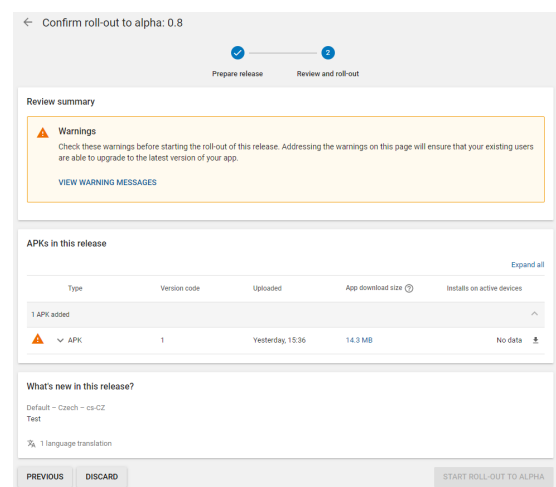 Confirm roll-out to alpha: 0.8
2
Prepare release
Review and roll-out
Review summary
Warnings
Check these warnings before starting the roll-out of this release. Addressing the warnings on this page will ensure that your existing users
are able to upgrade to the latest version of your app.
VIEW WARNING MESSAGES
APKs in this release
Expand all
Type Version code Uploaded App download size ? Installs on active devices
1 APK added
APK 1 Yesterday, 15:36 14.3 MB No data
What's new in this release?
Default – Czech – cs-CZ
Test
1 language translation
PREVIOUS DISCARD START ROLL-OUT TO ALPHA